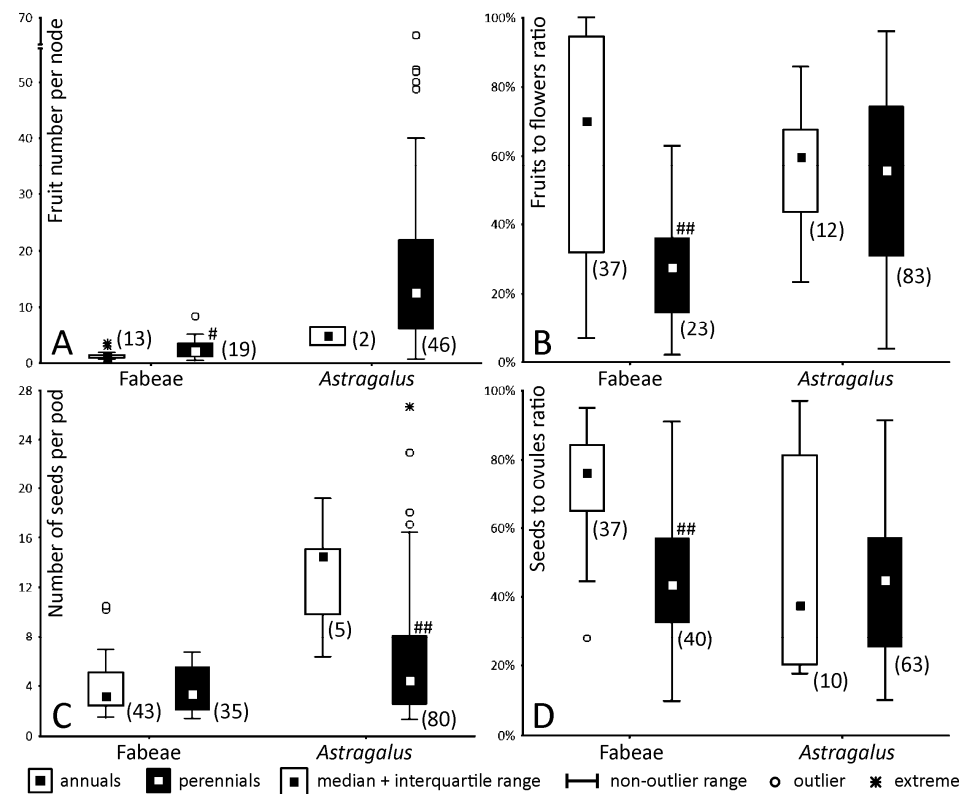 Fruit number per node
70
50
40
30
20
10
0
A
(13)
#
(19)
(2)
(46)
Fabeae
Astragalus
Fruits to flowers ratio
100%
80%
60%
40%
20%
0%
B
(37)
##
(23)
(12)
(83)
Fabeae
Astragalus
Number of seeds per pod
28
24
20
16
12
8
4
0
C
(43)
(35)
(5)
##
(80)
Fabeae
Astragalus
Seeds to ovules ratio
100%
80%
60%
40%
20%
0%
D
(37)
##
(40)
(10)
(63)
Fabeae
Astragalus
annuals perennials median + interquartile range non-outlier range outlier extreme